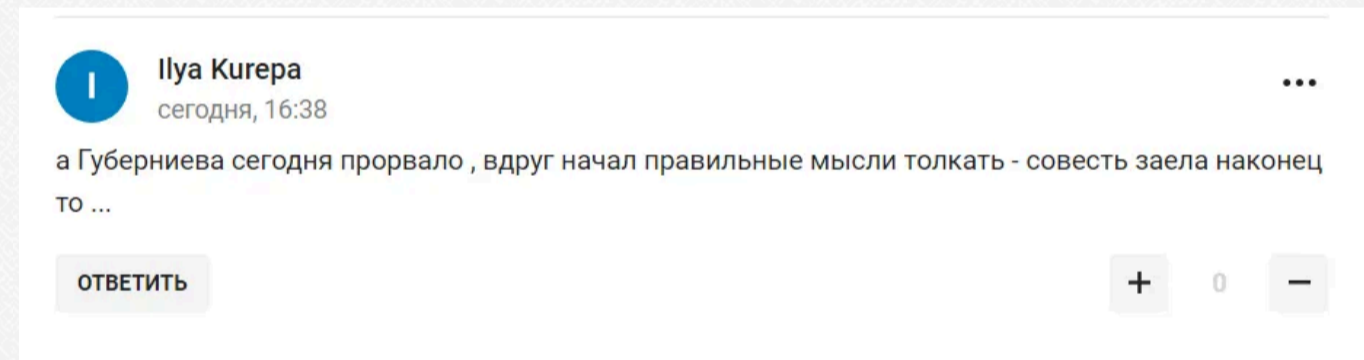 I
Ilya Kurepa
сегодня, 16:38
а Губерниева сегодня прорвало , вдруг начал правильные мысли толкать - совесть заела наконец
то ...
ОТВЕТИТЬ
+ 0 −